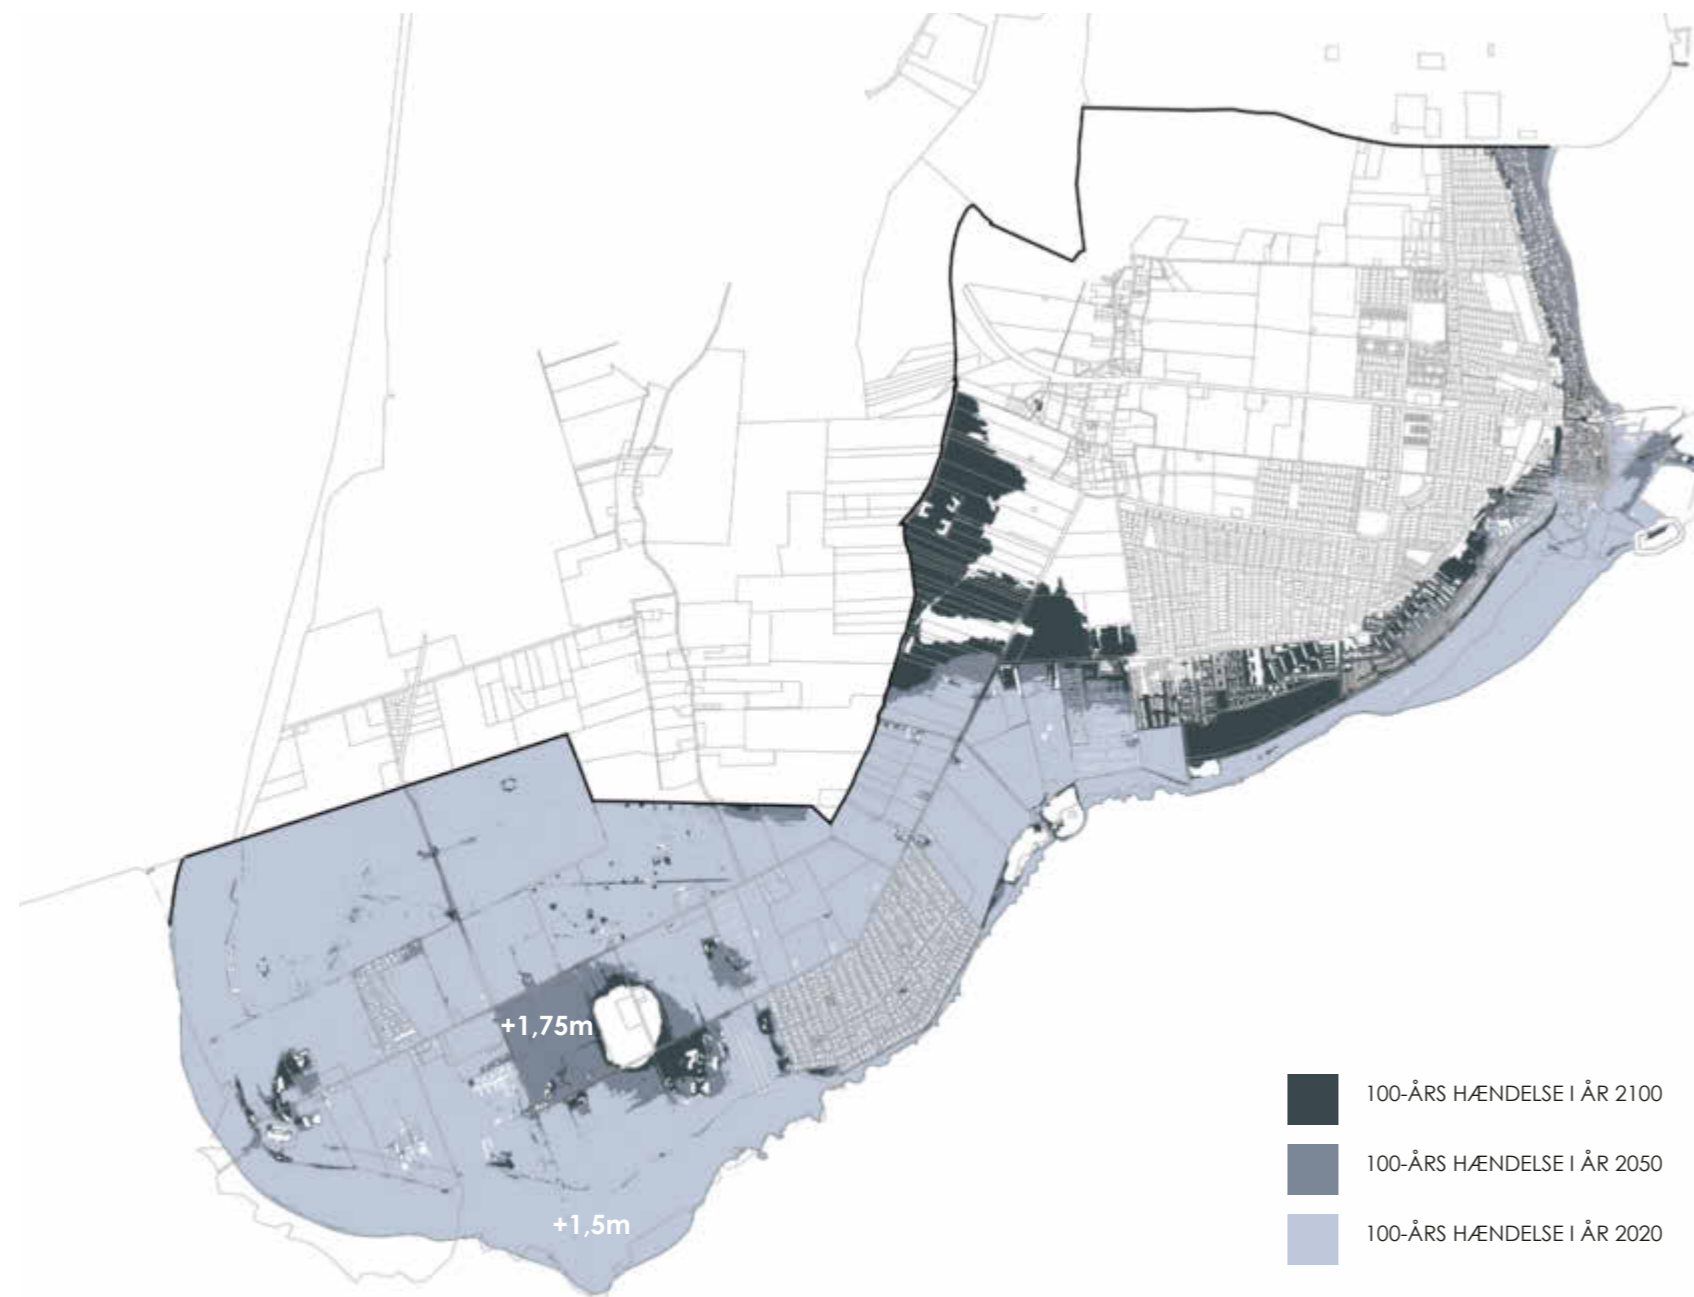 +1,75m
+1,5m
100-ÅRS HÆNDELSE I ÅR 2100
100-ÅRS HÆNDELSE I ÅR 2050
100-ÅRS HÆNDELSE I ÅR 2020